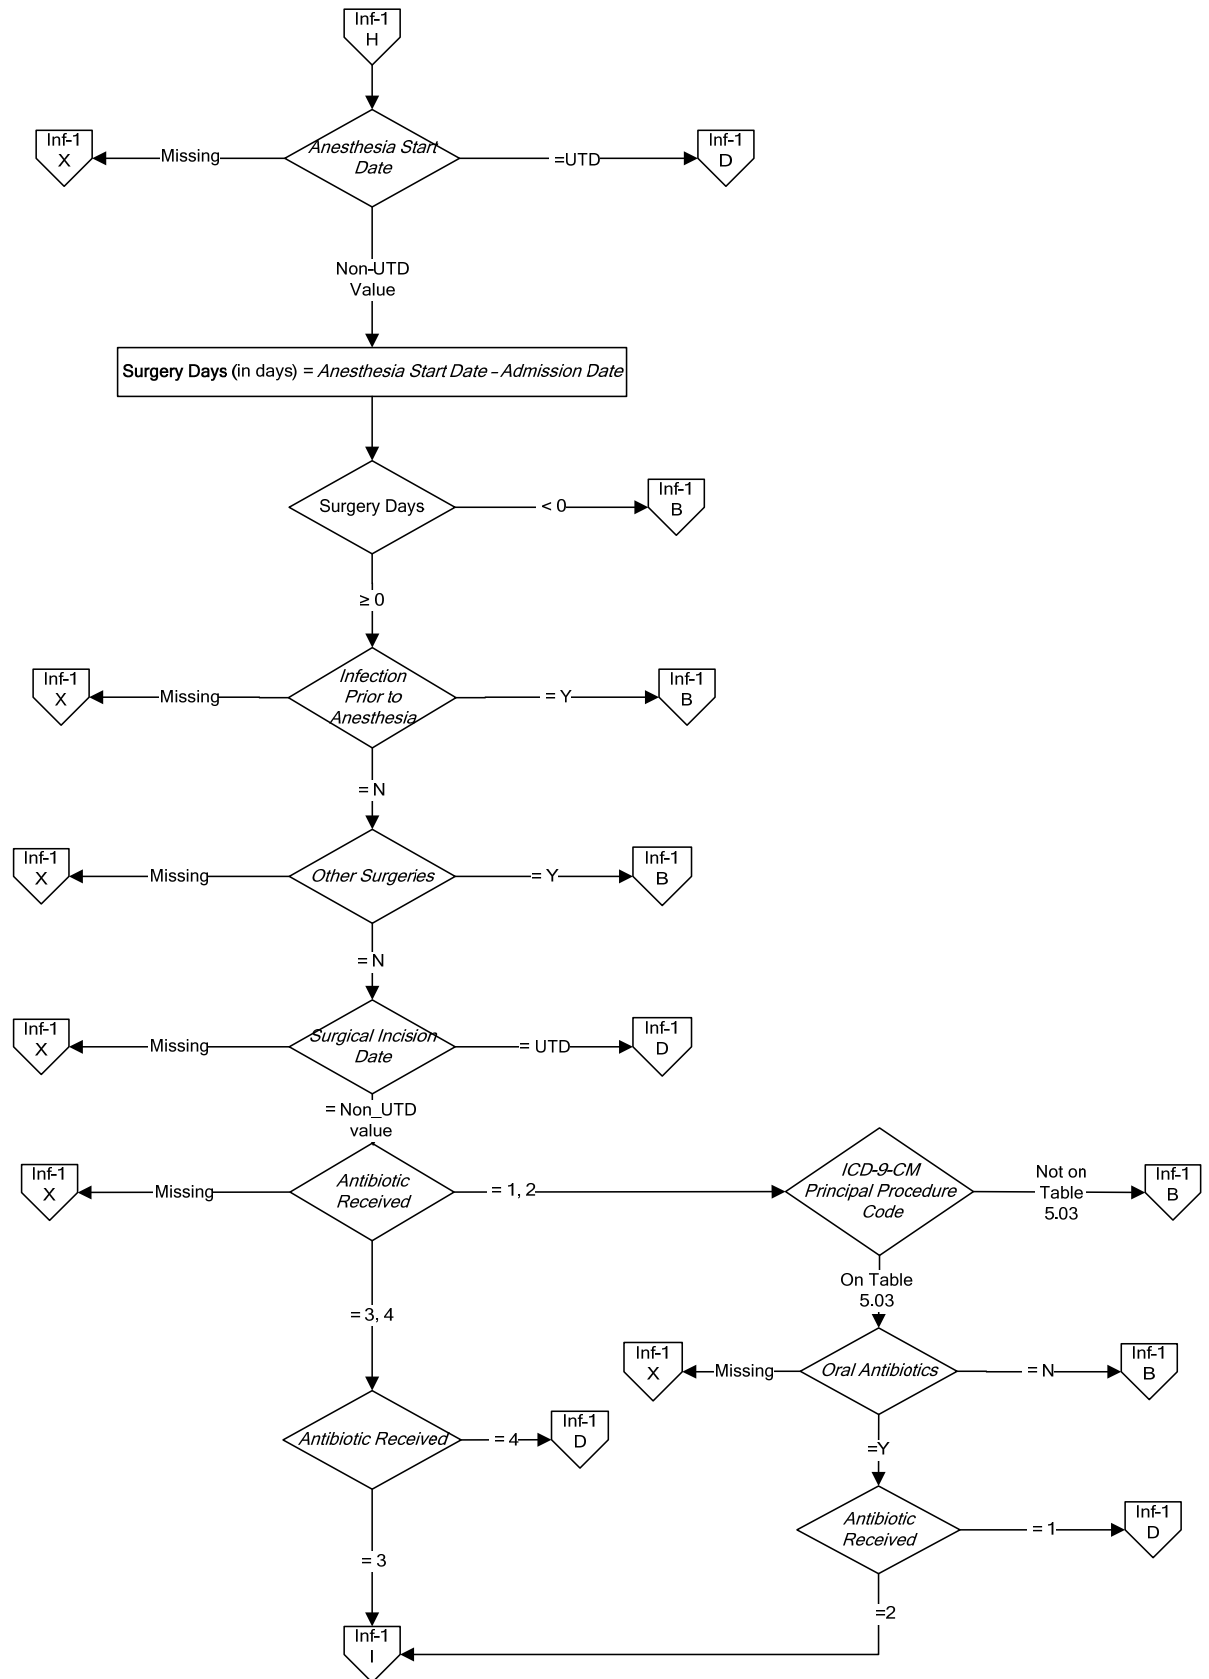 Inf-1
H
Inf-1
X
Missing
Anesthesia Start
Date
=UTD
Inf-1
D
Non-UTD
Value
Surgery Days (in days) = Anesthesia Start Date – Admission Date
Surgery Days
< 0
Inf-1
B
≥ 0
Inf-1
X
Missing
Infection
Prior to
Anesthesia
= Y
Inf-1
B
= N
Inf-1
X
Missing
Other Surgeries
= Y
Inf-1
B
= N
Inf-1
X
Missing
Surgical Incision
Date
= UTD
Inf-1
D
= Non_UTD
value
Inf-1
X
Missing
Antibiotic
Received
= 1, 2
ICD-9-CM
Principal Procedure
Code
Not on
Table
5.03
Inf-1
B
On Table
5.03
= 3, 4
Inf-1
X
Missing
Oral Antibiotics
= N
Inf-1
B
Antibiotic Received
= 4
Inf-1
D
=Y
Antibiotic
Received
= 1
Inf-1
D
= 3
=2
Inf-1
I